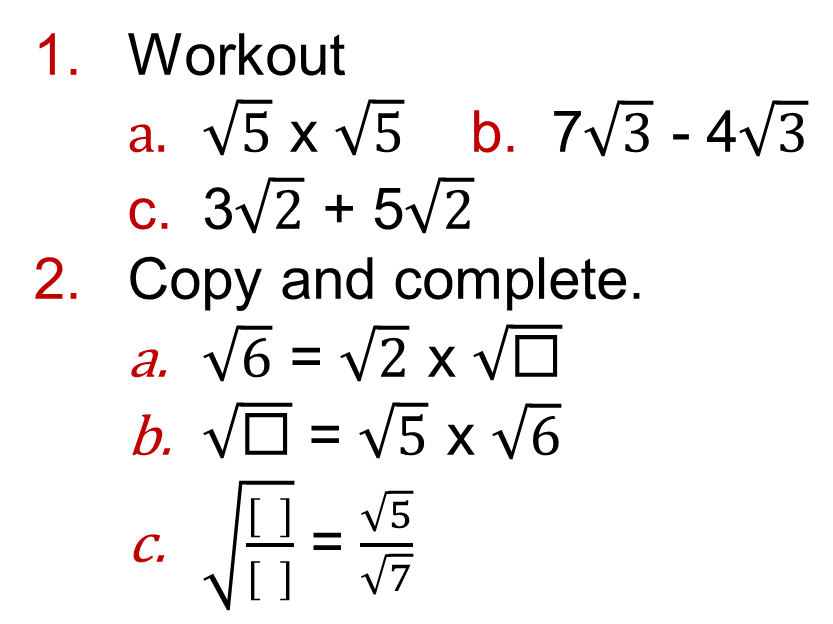 1. Workout
a. √5 x √5 b. 7√3 - 4√3
c. 3√2 + 5√2
2. Copy and complete.
a. √6 = √2 x √□
b. √□ = √5 x √6
c. √([ ]/[ ]) = √5/√7